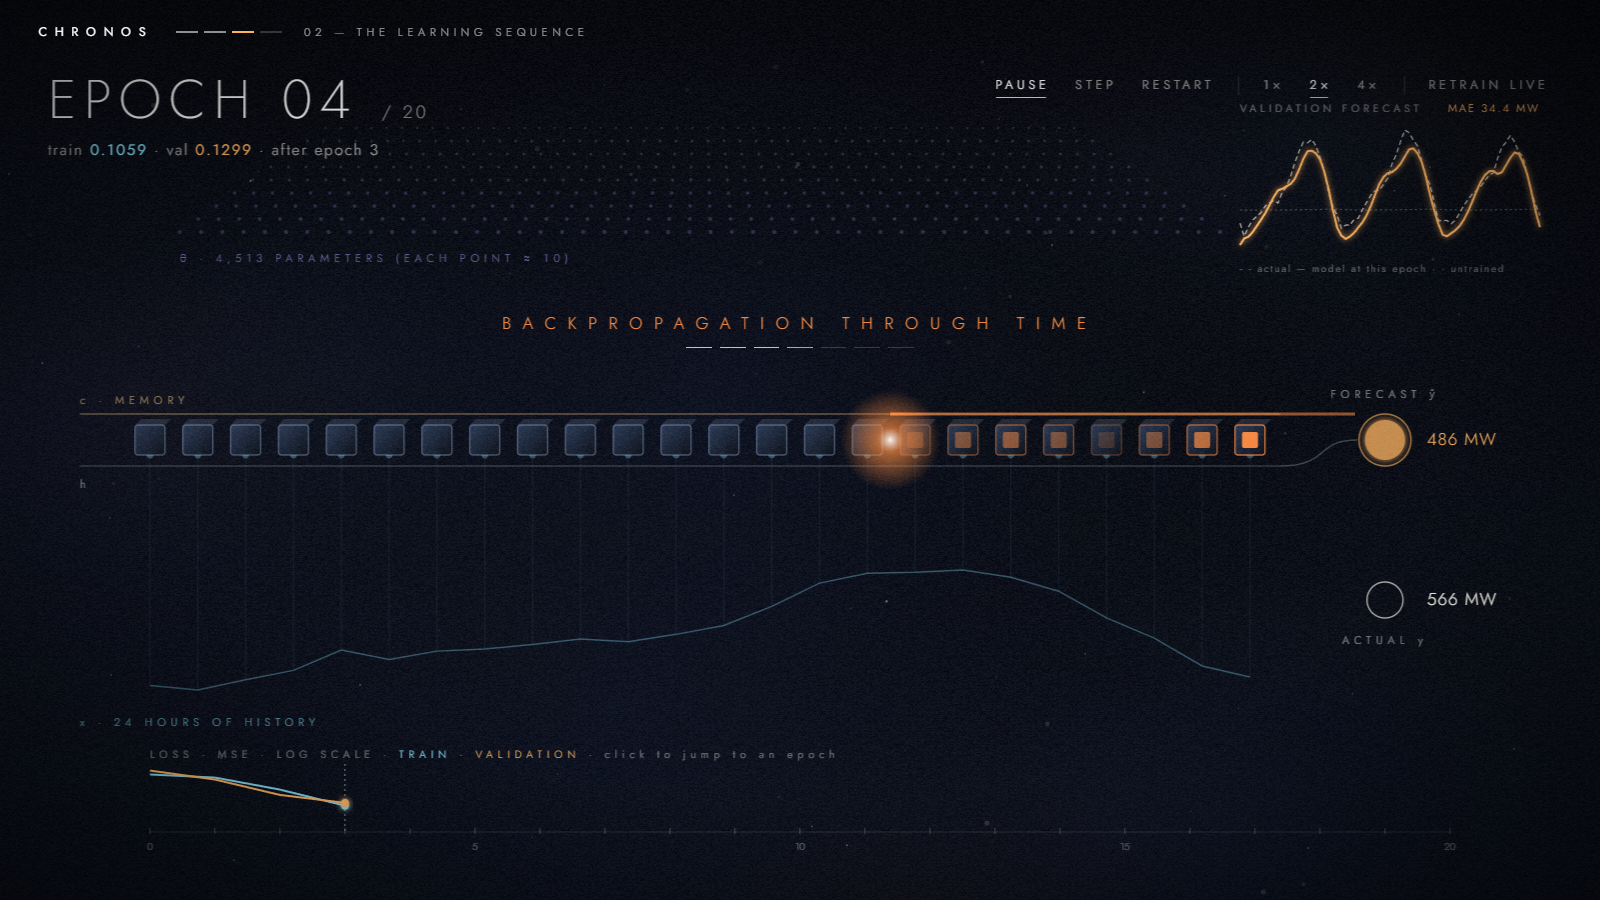 CHRONOS
02 — THE LEARNING SEQUENCE
EPOCH 04 / 20
train 0.1059 · val 0.1299 · after epoch 3
PAUSE STEP RESTART 1× 2× 4× RETRAIN LIVE
VALIDATION FORECAST MAE 34.4 MW
- - actual — model at this epoch · · untrained
θ · 4,513 PARAMETERS (EACH POINT ≈ 10)
BACKPROPAGATION THROUGH TIME
c · MEMORY
FORECAST ŷ
486 MW
h
566 MW
ACTUAL y
x · 24 HOURS OF HISTORY
LOSS · MSE · LOG SCALE · TRAIN · VALIDATION · click to jump to an epoch
0 5 10 15 20